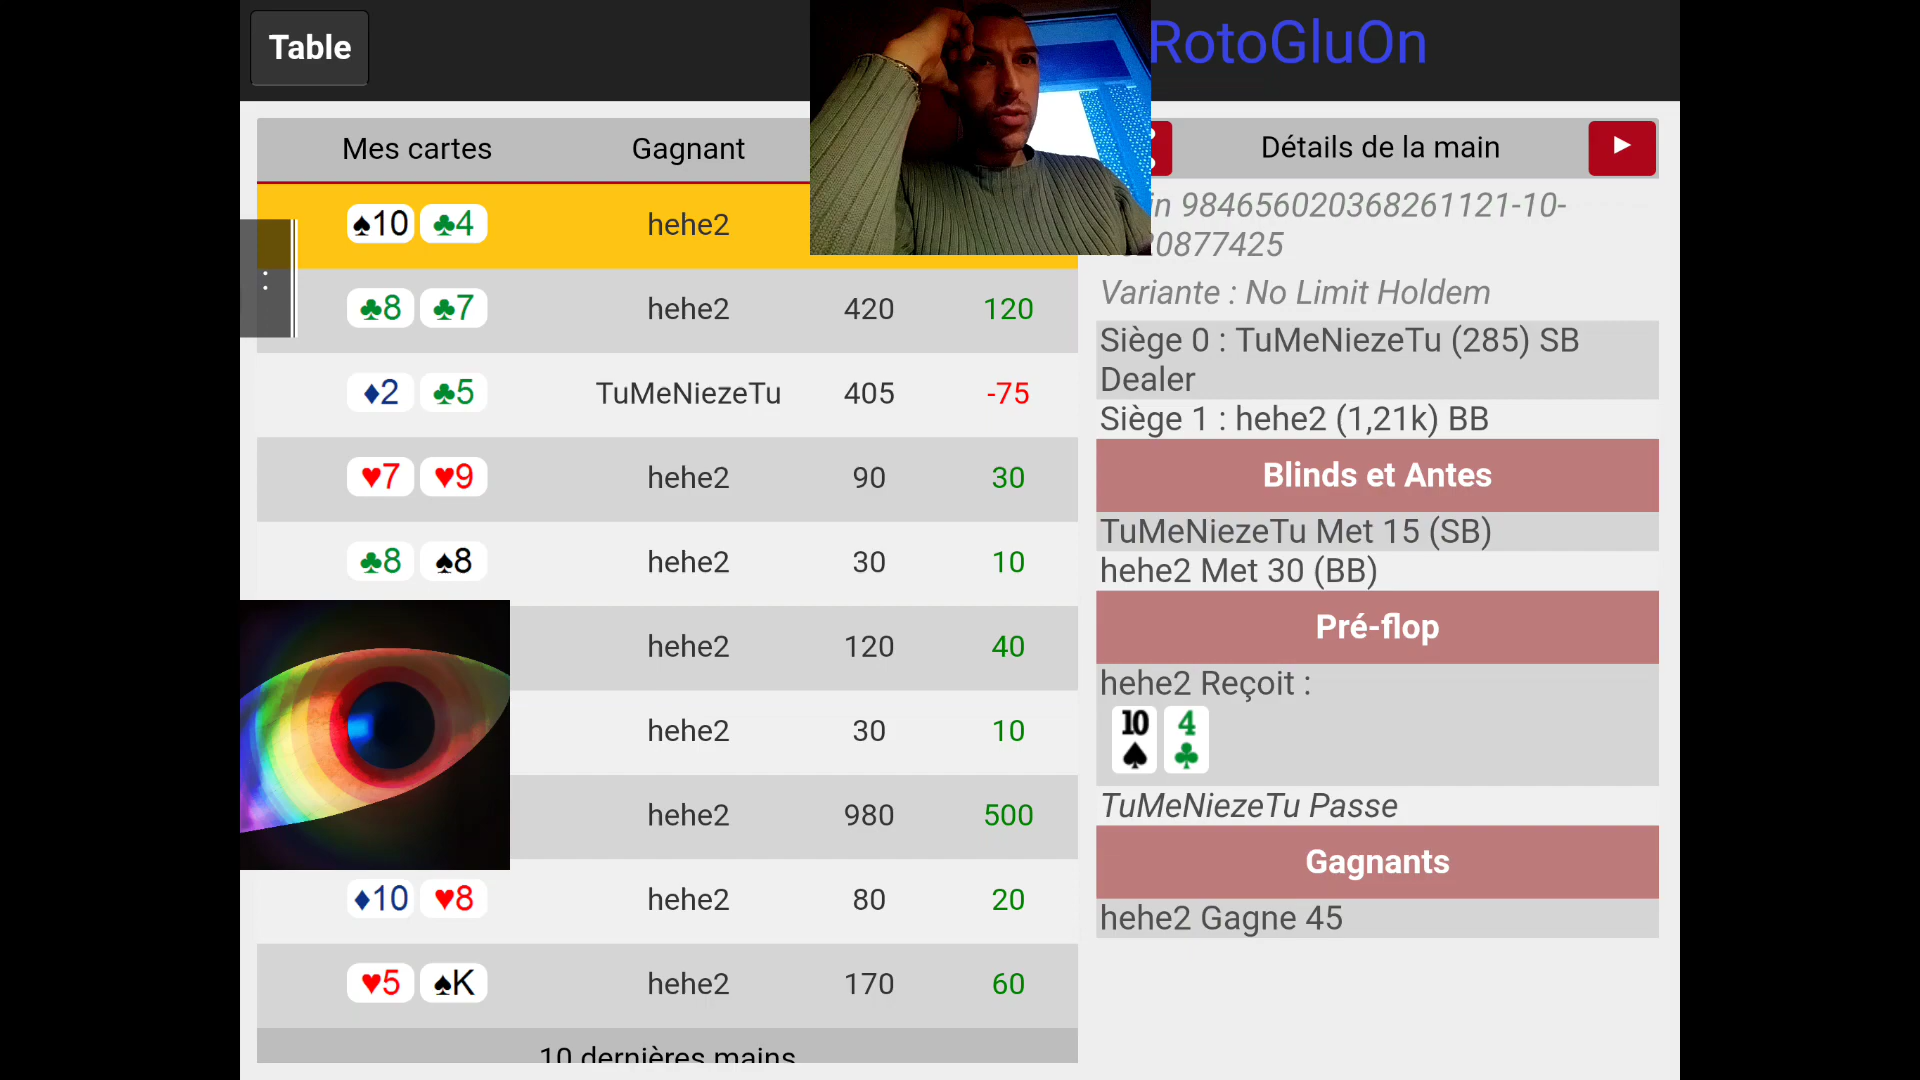 Table
RotoGluOn
Mes cartes Gagnant
♠10 ♣4 hehe2
♣8 ♣7 hehe2 420 120
♦2 ♣5 TuMeNiezeTu 405 -75
♥7 ♥9 hehe2 90 30
♣8 ♠8 hehe2 30 10
hehe2 120 40
hehe2 30 10
hehe2 980 500
♦10 ♥8 hehe2 80 20
♥5 ♠K hehe2 170 60
10 dernières mains
Détails de la main
984656020368261121-10-
0877425
Variante : No Limit Holdem
Siège 0 : TuMeNiezeTu (285) SB
Dealer
Siège 1 : hehe2 (1,21k) BB
Blinds et Antes
TuMeNiezeTu Met 15 (SB)
hehe2 Met 30 (BB)
Pré-flop
hehe2 Reçoit :
10 4
♠ ♣
TuMeNiezeTu Passe
Gagnants
hehe2 Gagne 45